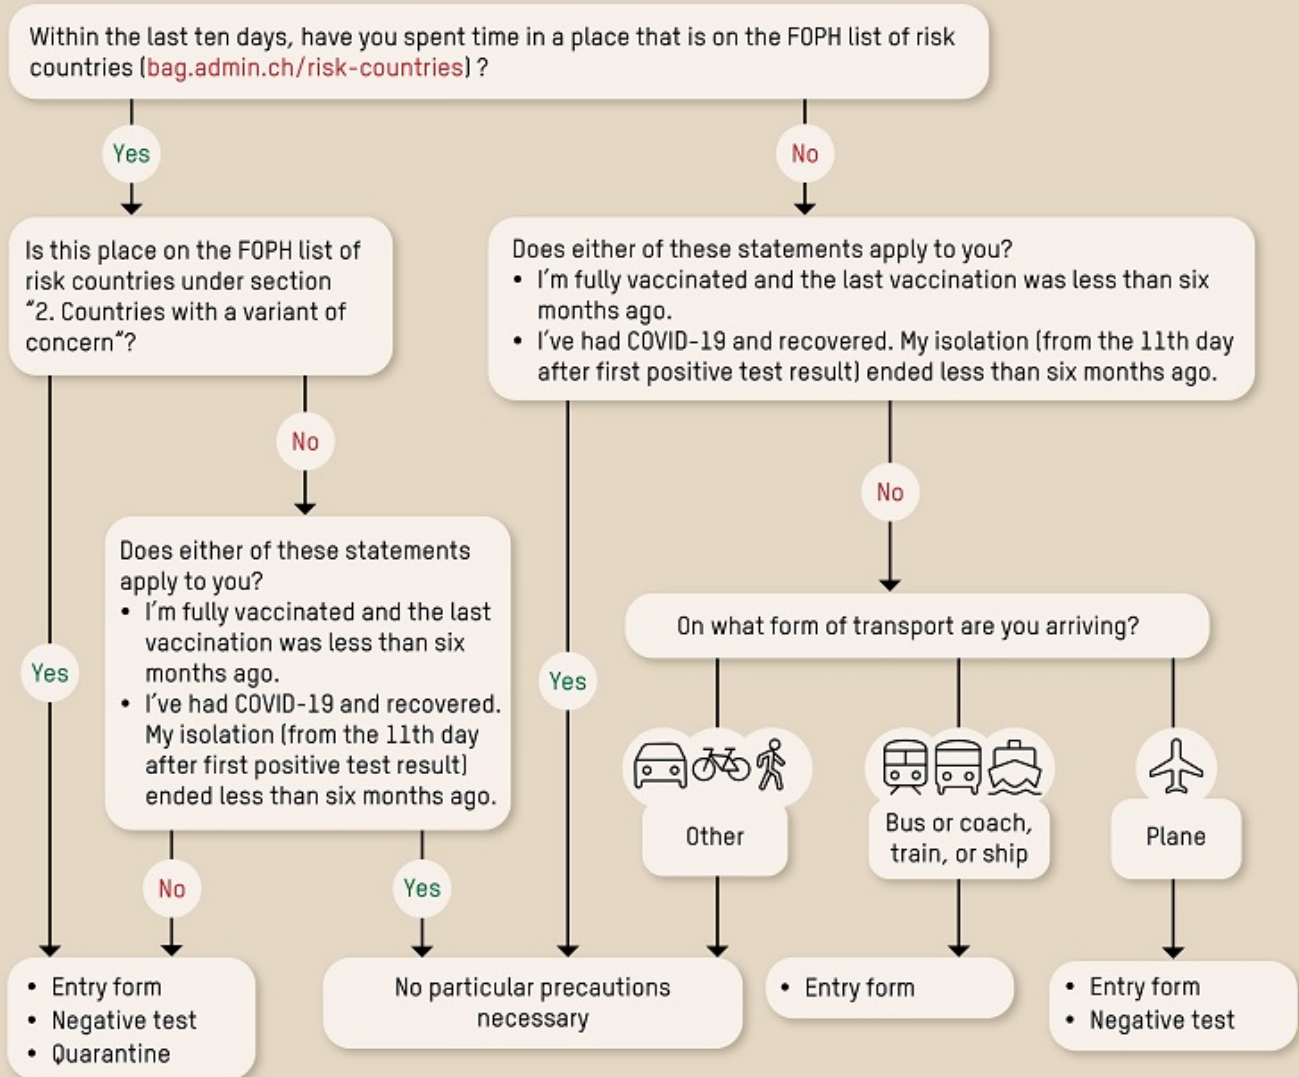 Within the last ten days, have you spent time in a place that is on the FOPH list of risk
countries (bag.admin.ch/risk-countries) ?
Yes
No
Is this place on the FOPH list of
risk countries under section
“2. Countries with a variant of
concern“?
Does either of these statements apply to you?
• I’m fully vaccinated and the last vaccination was less than six
months ago.
• I’ve had COVID-19 and recovered. My isolation (from the 11th day
after first positive test result) ended less than six months ago.
No
No
Does either of these statements
apply to you?
• I’m fully vaccinated and the last
vaccination was less than six
months ago.
• I’ve had COVID-19 and recovered.
My isolation (from the 11th day
after first positive test result)
ended less than six months ago.
On what form of transport are you arriving?
Yes
Yes
Other
Bus or coach,
train, or ship
Plane
No
Yes
• Entry form
• Negative test
• Quarantine
No particular precautions
necessary
• Entry form
• Entry form
• Negative test